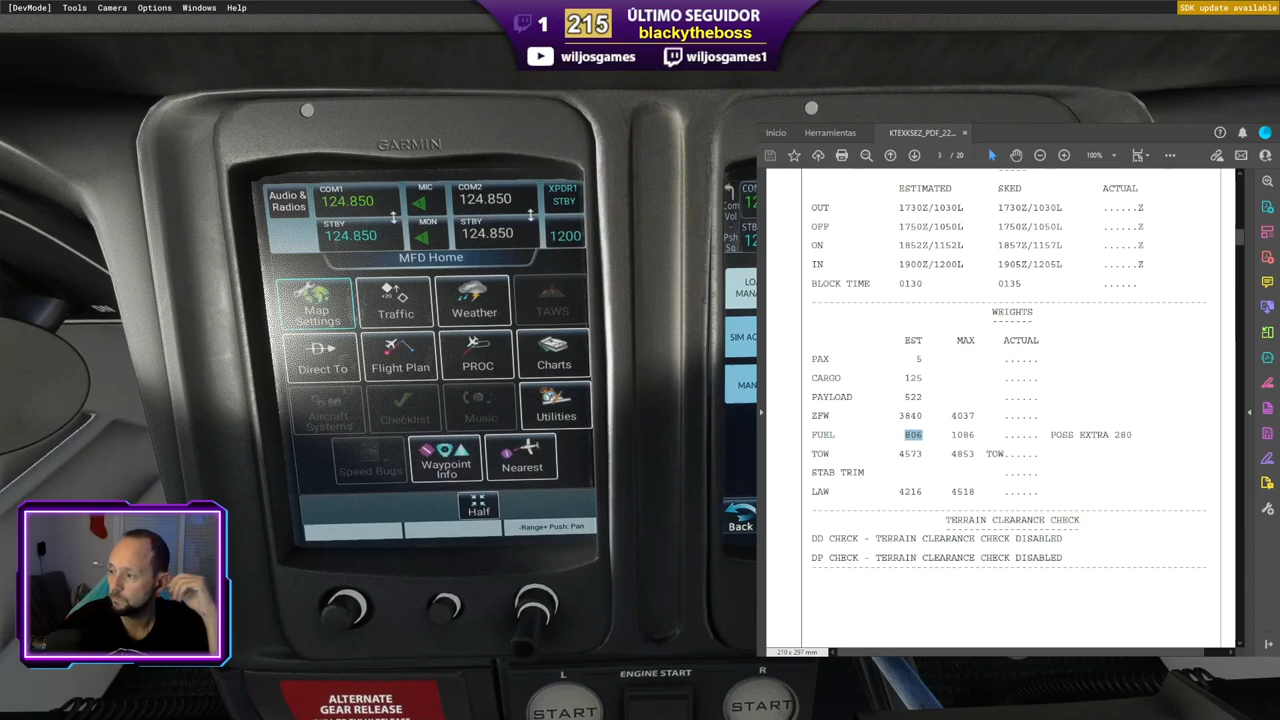 [DevMode] Tools Camera Options Windows Help
SDK update available
1
215
ÚLTIMO SEGUIDOR
blackytheboss
wiljosgames
wiljosgames1
GARMIN
Audio & Radios
COM1
124.850
MIC
COM2
124.850
XPDR1
STBY
STBY
124.850
MON
STBY
124.850
1200
MFD Home
Map Settings
Traffic
Weather
TAWS
Direct To
Flight Plan
PROC
Charts
Aircraft Systems
Checklist
Music
Utilities
Speed Bugs
Waypoint Info
Nearest
Half
-Range+ Push: Pan
Back
ALTERNATE
GEAR RELEASE
L
ENGINE START
R
START
START
Inicio
Herramientas
KTEXKSEZ_PDF_22...
3 / 20
100%
ESTIMATED SKED ACTUAL
OUT 1730Z/1030L 1730Z/1030L ......Z
OFF 1750Z/1050L 1750Z/1050L ......Z
ON 1852Z/1152L 1857Z/1157L ......Z
IN 1900Z/1200L 1905Z/1205L ......Z
BLOCK TIME 0130 0135 ......
WEIGHTS
EST MAX ACTUAL
PAX 5 ......
CARGO 125 ......
PAYLOAD 522 ......
ZFW 3840 4037 ......
FUEL 806 1086 ...... POSS EXTRA 280
TOW 4573 4853 TOW......
STAB TRIM ......
LAW 4216 4518 ......
TERRAIN CLEARANCE CHECK
DD CHECK - TERRAIN CLEARANCE CHECK DISABLED
DP CHECK - TERRAIN CLEARANCE CHECK DISABLED
210 x 297 mm